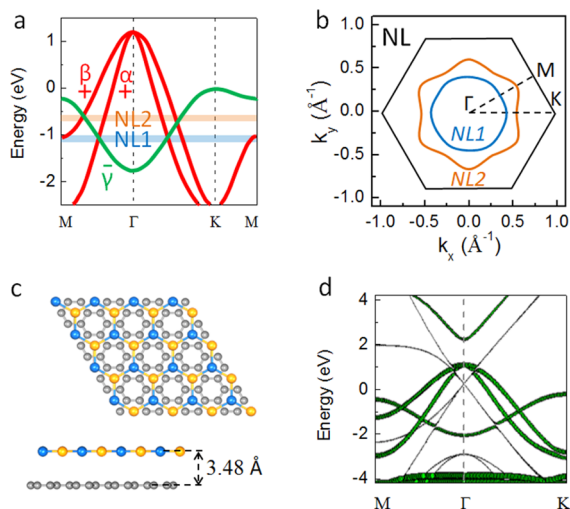 a
Energy (eV)
1
0
-1
-2
β
+
α
+
NL2
NL1
γ̄
M Γ K M
b
NL
k_y (Å⁻¹)
1.0
0.5
0.0
-0.5
-1.0
Γ
M
K
NL1
NL2
-1.0 -0.5 0.0 0.5 1.0
k_x (Å⁻¹)
c
3.48 Å
d
Energy (eV)
4
2
0
-2
-4
M Γ K